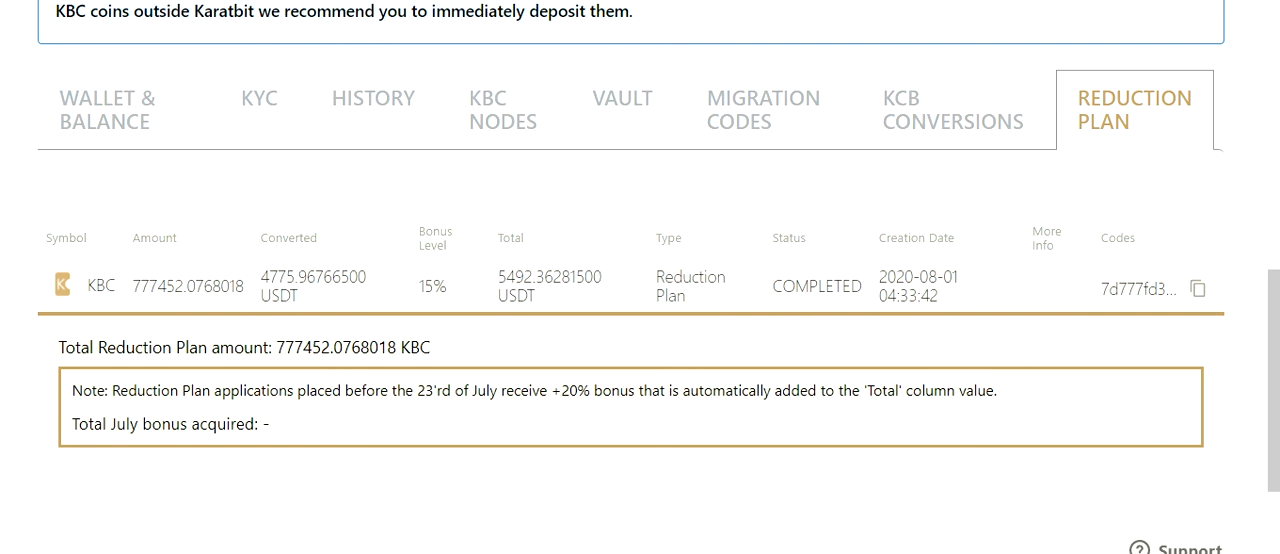 KBC coins outside Karatbit we recommend you to immediately deposit them.
WALLET &
BALANCE
KYC
HISTORY
KBC
NODES
VAULT
MIGRATION
CODES
KCB
CONVERSIONS
REDUCTION
PLAN
Symbol
Amount
Converted
Bonus
Level
Total
Type
Status
Creation Date
More
Info
Codes
KBC
777452.0768018
4775.96766500
USDT
15%
5492.36281500
USDT
Reduction
Plan
COMPLETED
2020-08-01
04:33:42
7d777fd3...
Total Reduction Plan amount: 777452.0768018 KBC
Note: Reduction Plan applications placed before the 23'rd of July receive +20% bonus that is automatically added to the 'Total' column value.
Total July bonus acquired: -
Support